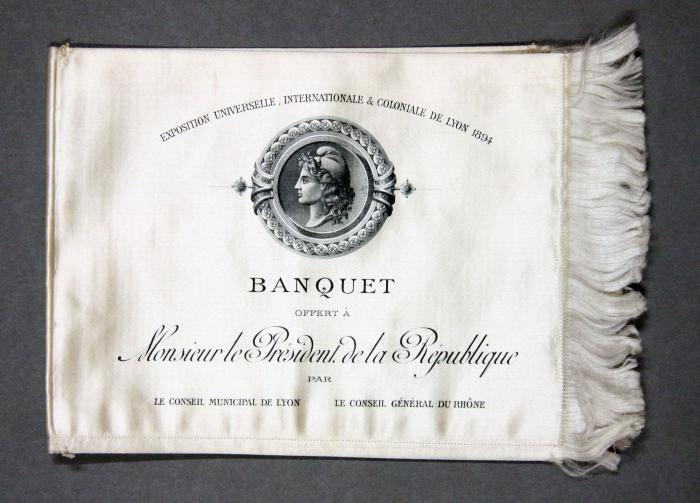 EXPOSITION UNIVERSELLE, INTERNATIONALE & COLONIALE DE LYON 1894
BANQUET
OFFERT À
Monsieur le Président de la République
PAR
LE CONSEIL MUNICIPAL DE LYON LE CONSEIL GÉNÉRAL DU RHÔNE